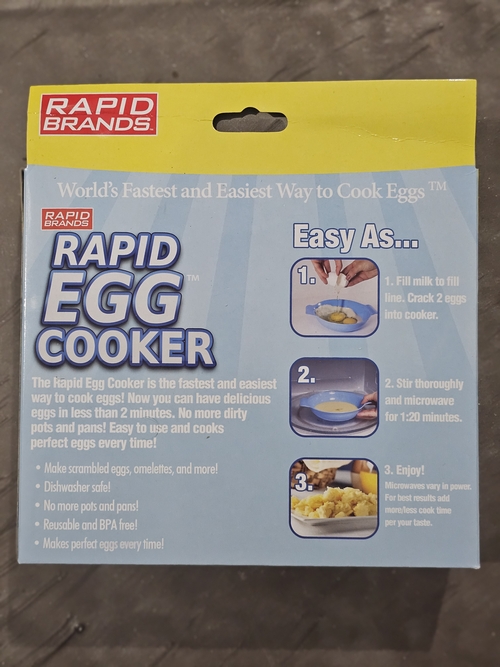 RAPID
BRANDS
World's Fastest and Easiest Way to Cook Eggs™
RAPID
BRANDS
RAPID
EGG™
COOKER
The Rapid Egg Cooker is the fastest and easiest
way to cook eggs! Now you can have delicious
eggs in less than 2 minutes. No more dirty
pots and pans! Easy to use and cooks
perfect eggs every time!
• Make scrambled eggs, omelettes, and more!
• Dishwasher safe!
• No more pots and pans!
• Reusable and BPA free!
• Makes perfect eggs every time!
Easy As...
1.
1. Fill milk to fill
line. Crack 2 eggs
into cooker.
2.
2. Stir thoroughly
and microwave
for 1:20 minutes.
3.
3. Enjoy!
Microwaves vary in power.
For best results add
more/less cook time
per your taste.